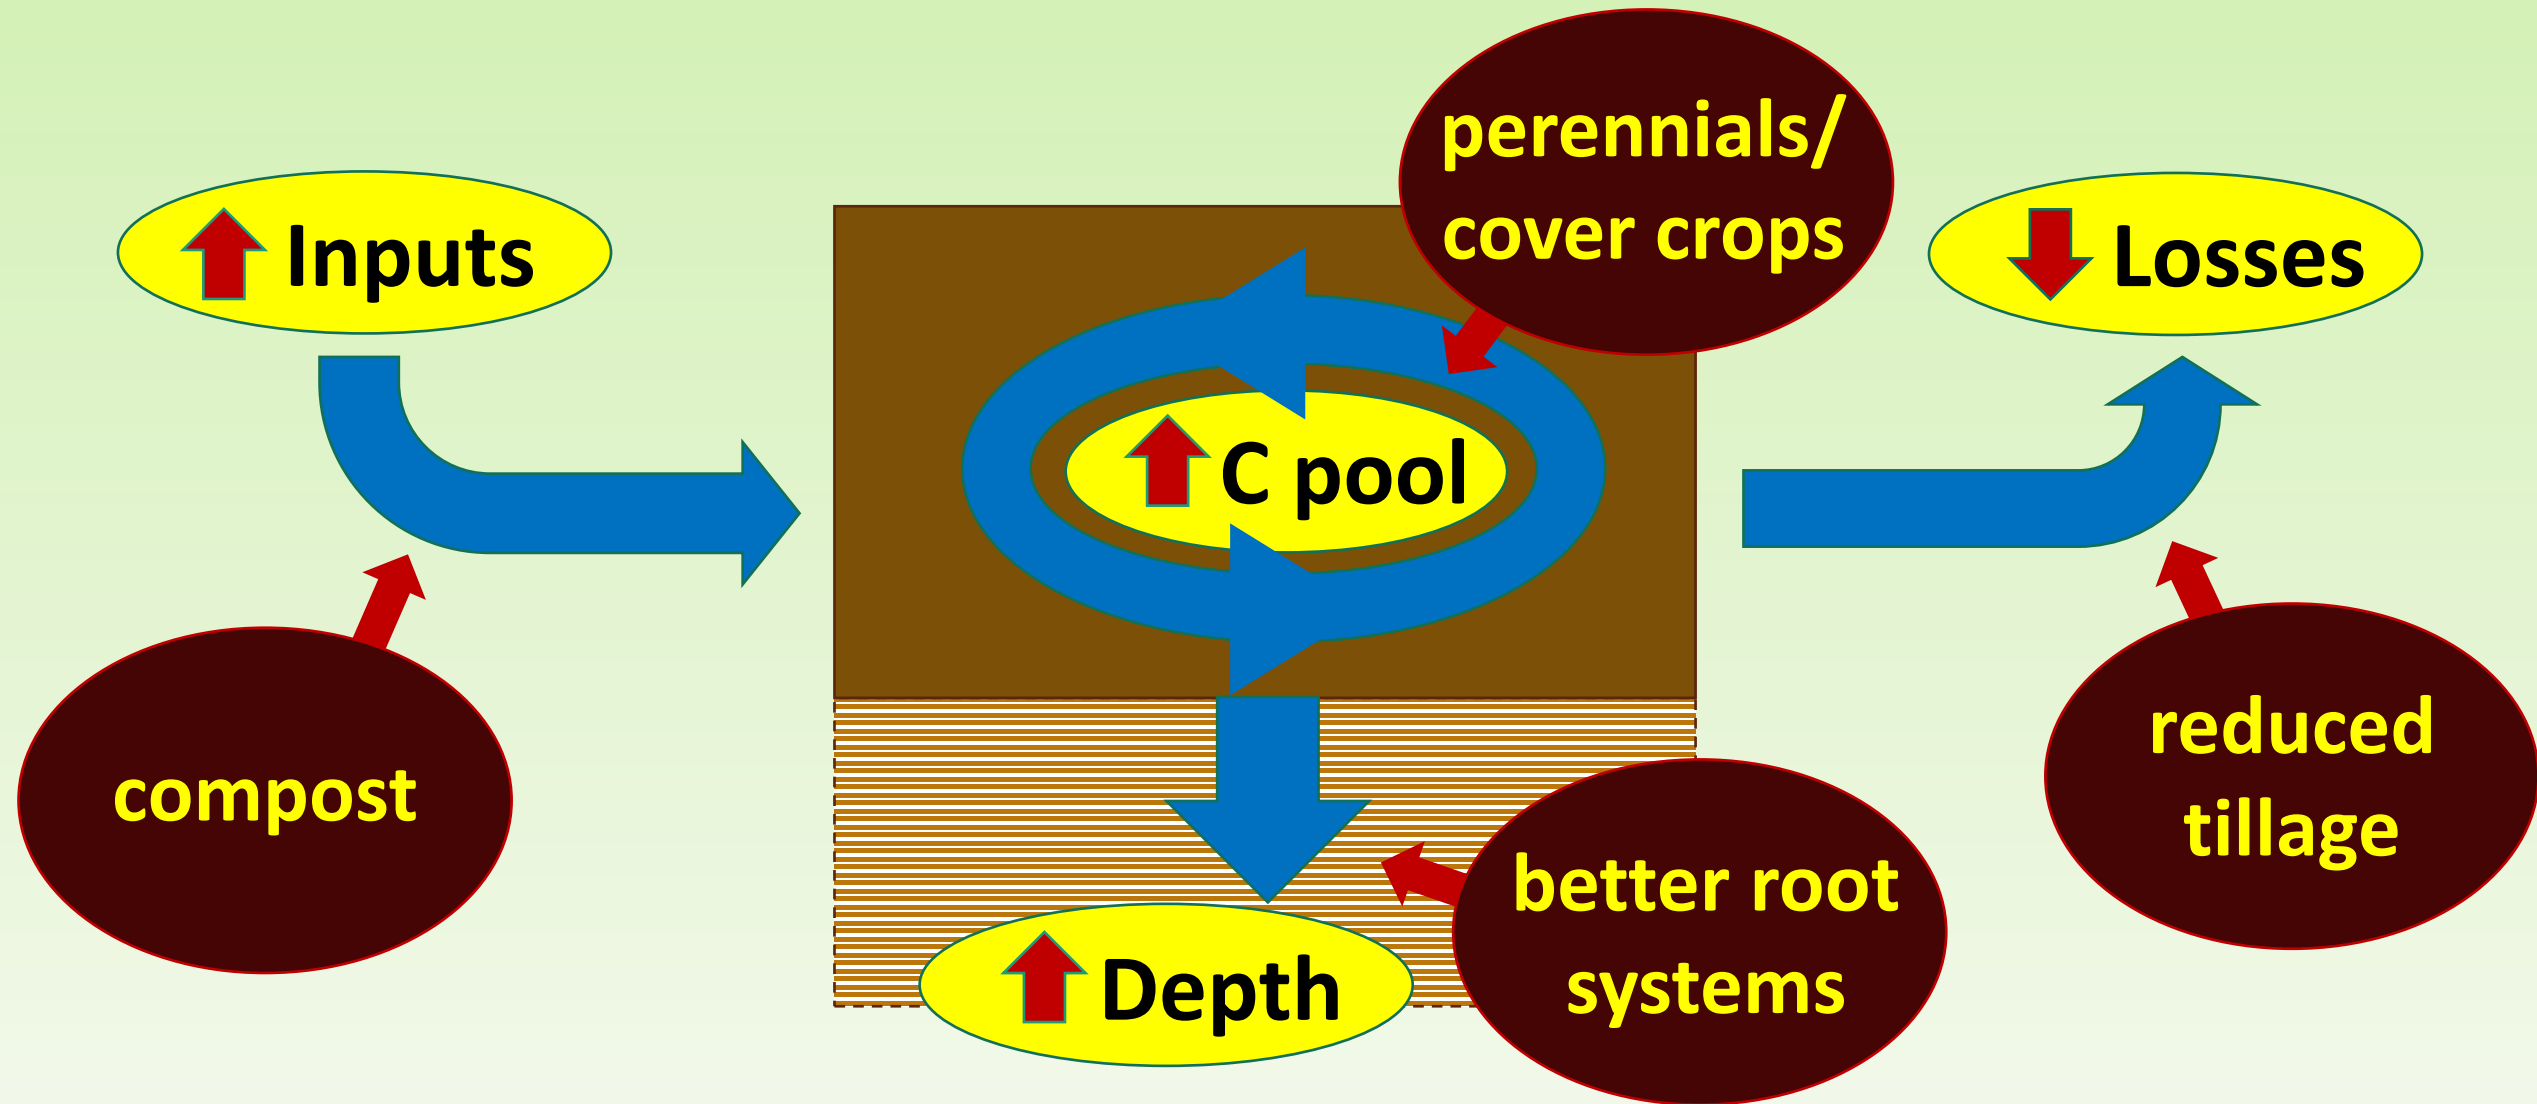 Inputs
compost
perennials/
cover crops
C pool
Depth
better root
systems
Losses
reduced
tillage